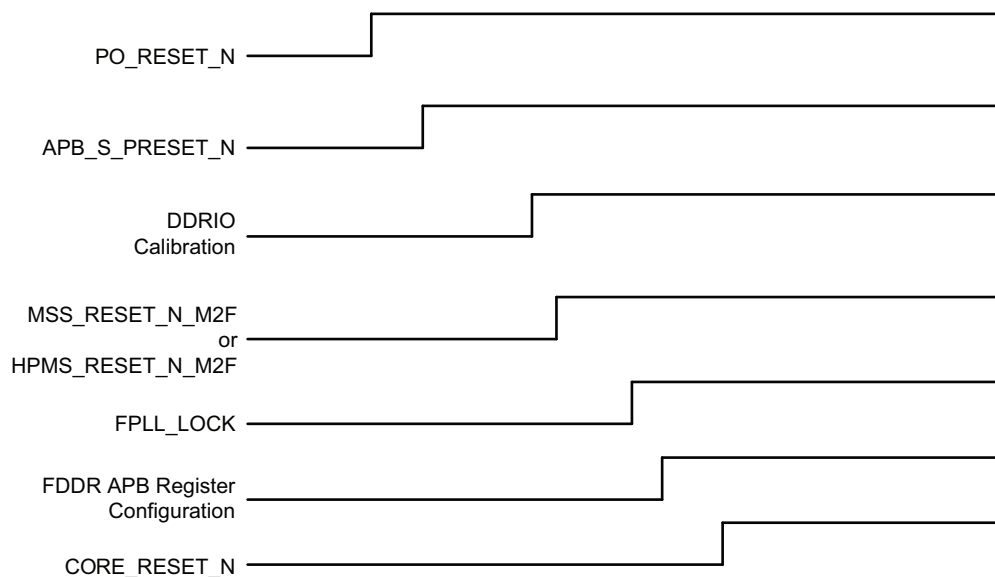 PO_RESET_N
APB_S_PRESET_N
DDRIO
Calibration
MSS_RESET_N_M2F
or
HPMS_RESET_N_M2F
FPLL_LOCK
FDDR APB Register
Configuration
CORE_RESET_N